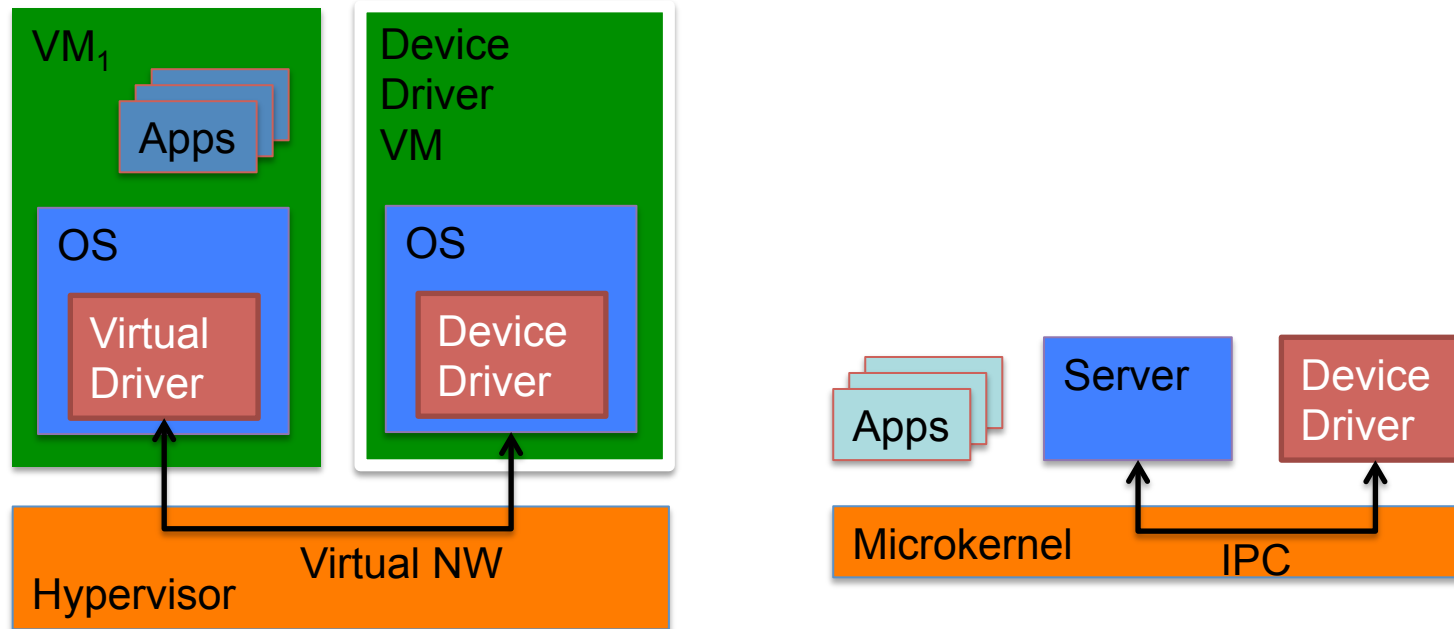 VM₁
Apps
OS
Virtual
Driver
Device
Driver
VM
OS
Device
Driver
Virtual NW
Hypervisor
Apps
Server
Device
Driver
Microkernel
IPC